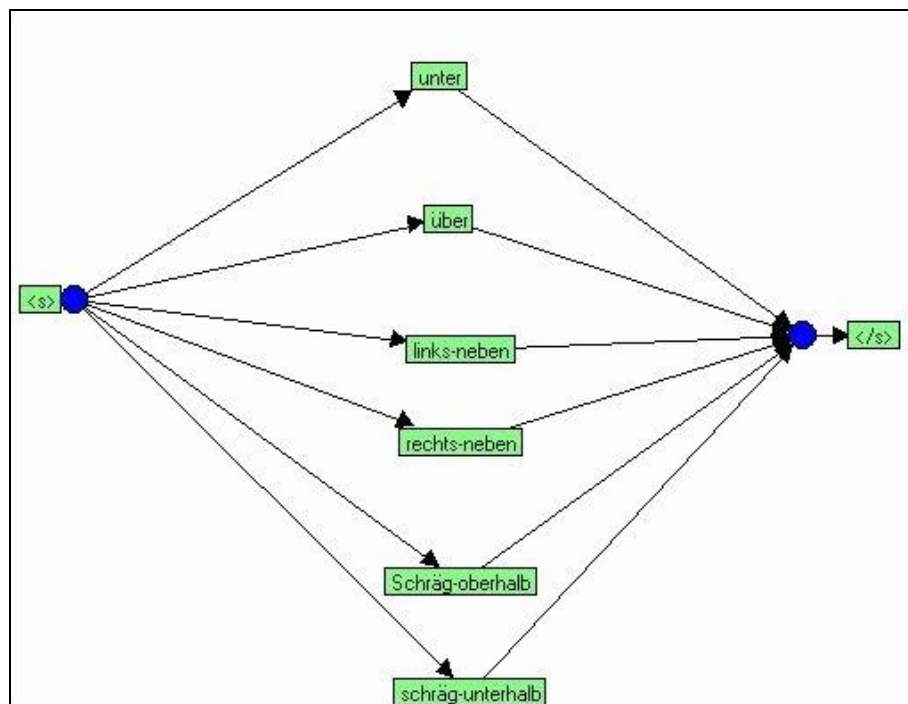 unter
über
<s>
links-neben
</s>
rechts-neben
Schräg-oberhalb
schräg-unterhalb